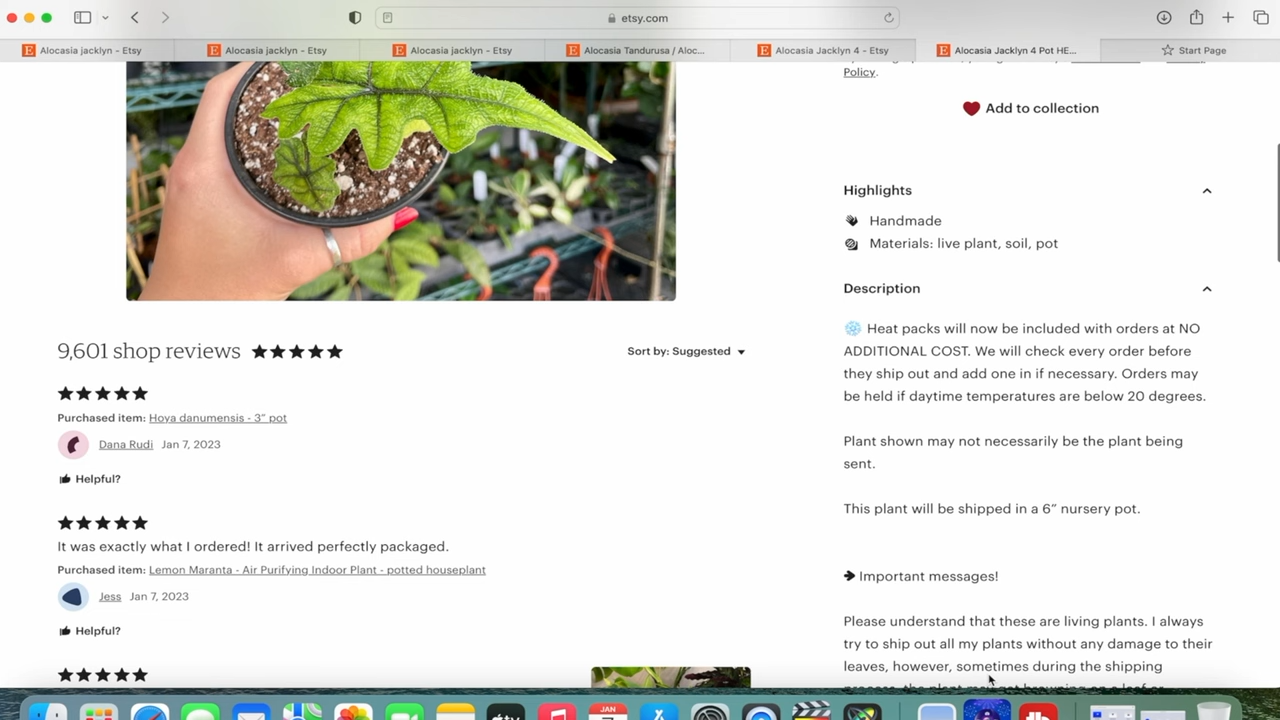 etsy.com
Alocasia jacklyn - Etsy
Alocasia jacklyn - Etsy
Alocasia jacklyn - Etsy
Alocasia Tandurusa / Aloc...
Alocasia Jacklyn 4 - Etsy
Alocasia Jacklyn 4 Pot HE...
Start Page
Policy.
Add to collection
Highlights
Handmade
Materials: live plant, soil, pot
Description
Heat packs will now be included with orders at NO
ADDITIONAL COST. We will check every order before
they ship out and add one in if necessary. Orders may
be held if daytime temperatures are below 20 degrees.
Plant shown may not necessarily be the plant being
sent.
This plant will be shipped in a 6” nursery pot.
Important messages!
Please understand that these are living plants. I always
try to ship out all my plants without any damage to their
leaves, however, sometimes during the shipping
9,601 shop reviews
Sort by: Suggested
Purchased item: Hoya danumensis - 3” pot
Dana Rudi Jan 7, 2023
Helpful?
It was exactly what I ordered! It arrived perfectly packaged.
Purchased item: Lemon Maranta - Air Purifying Indoor Plant - potted houseplant
Jess Jan 7, 2023
Helpful?
JAN